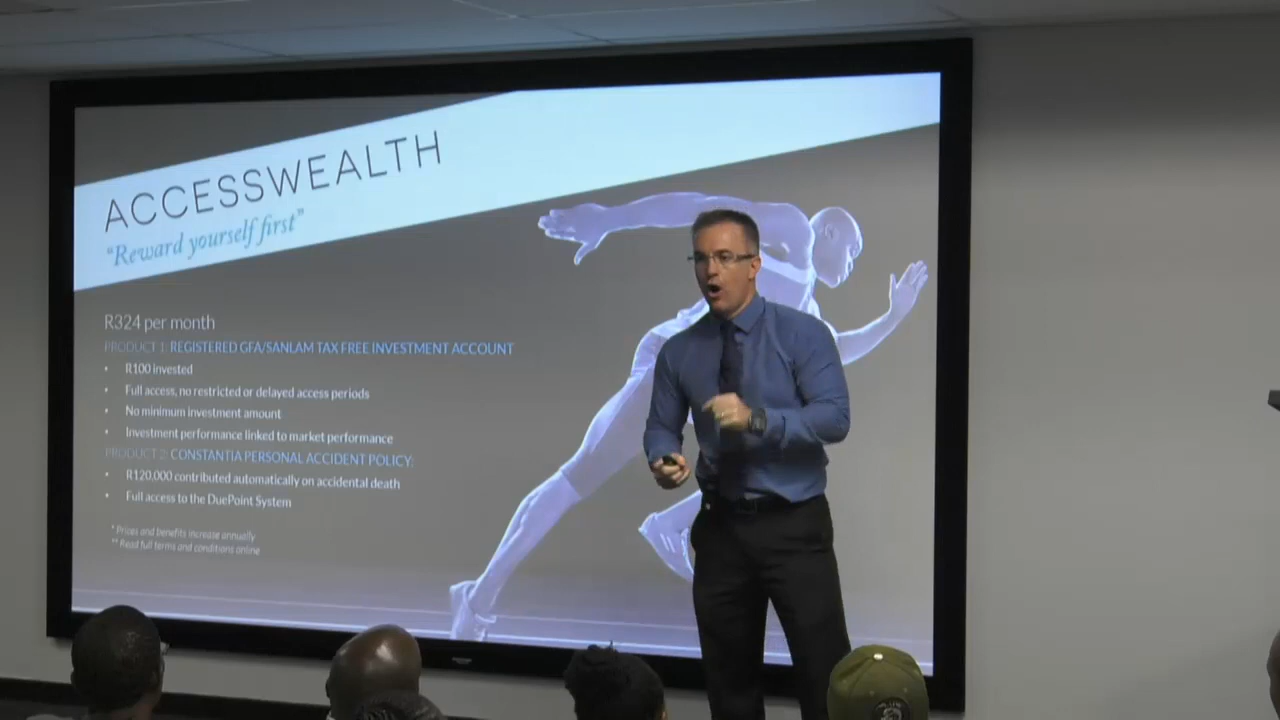 ACCESSWEALTH
"Reward yourself first"
R324 per month
PRODUCT 1: REGISTERED GFA/SANLAM TAX FREE INVESTMENT ACCOUNT
• R100 invested
• Full access, no restricted or delayed access periods
• No minimum investment amount
• Investment performance linked to market performance
PRODUCT 2: CONSTANTIA PERSONAL ACCIDENT POLICY:
• R120,000 contributed automatically on accidental death
• Full access to the DuePoint System
* Prices and benefits increase annually
** Read full terms and conditions online